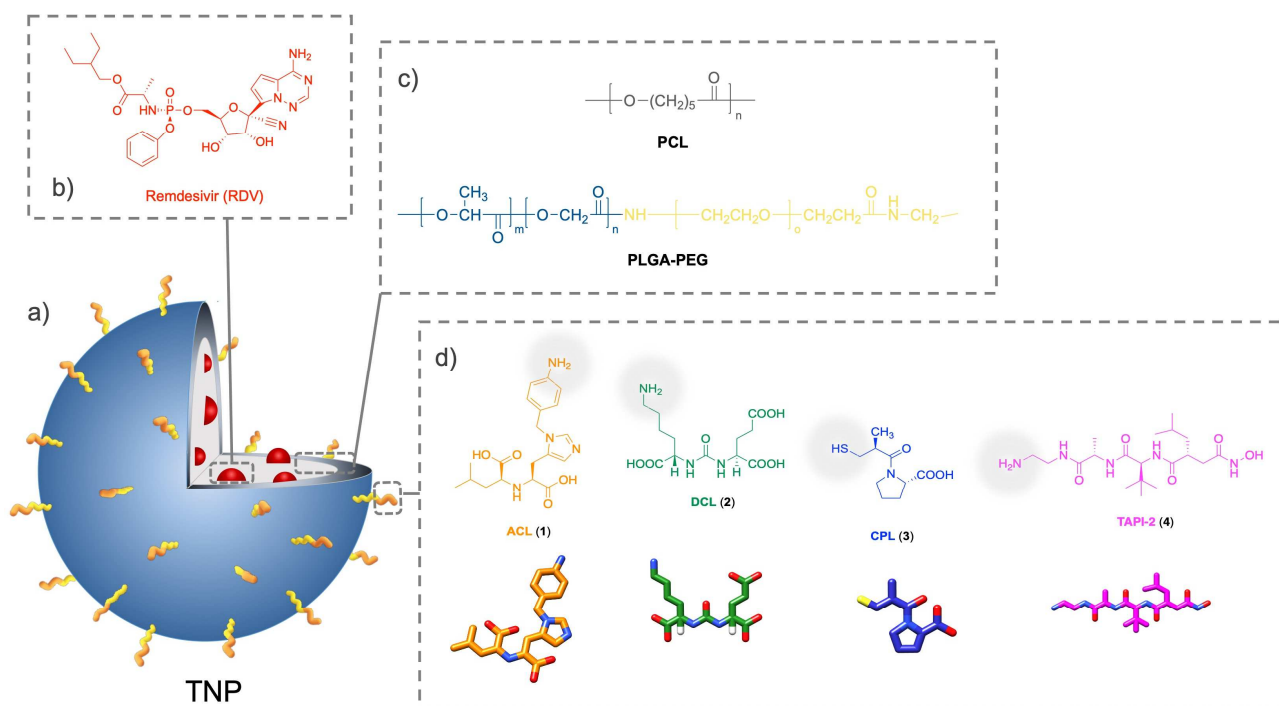 b)
NH₂
O
O
HN
P
O
O
O
N
N
N
N
HO
OH
Remdesivir (RDV)
c)
O
O
(CH₂)₅
n
PCL
CH₃
O
CH
O
m
O
CH₂
O
n
NH
CH₂CH₂O
o
CH₂CH₂
O
H
N
CH₂
PLGA-PEG
a)
TNP
d)
NH₂
N
N
HO
O
N
H
OH
O
ACL (1)
NH₂
COOH
O
HOOC
N
H
N
H
COOH
DCL (2)
HS
CH₃
O
N
COOH
CPL (3)
H₂N
H
N
O
N
H
O
H
N
O
O
N
H
OH
TAPI-2 (4)